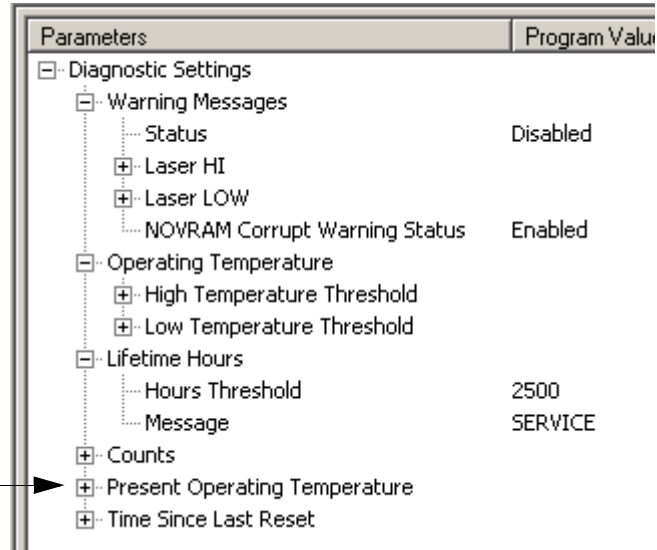 Parameters Program Value
Diagnostic Settings
Warning Messages
Status Disabled
Laser HI
Laser LOW
NOVRAM Corrupt Warning Status Enabled
Operating Temperature
High Temperature Threshold
Low Temperature Threshold
Lifetime Hours
Hours Threshold 2500
Message SERVICE
Counts
Present Operating Temperature
Time Since Last Reset